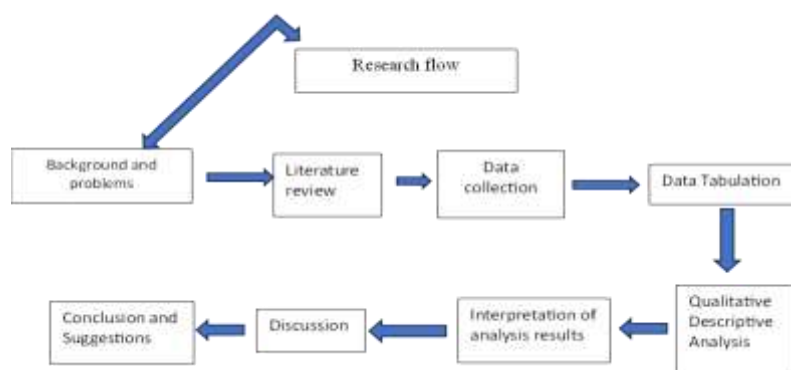 Research flow
Background and
problems
Literature
review
Data
collection
Data Tabulation
Qualitative
Descriptive
Analysis
Interpretation of
analysis results
Discussion
Conclusion and
Suggestions